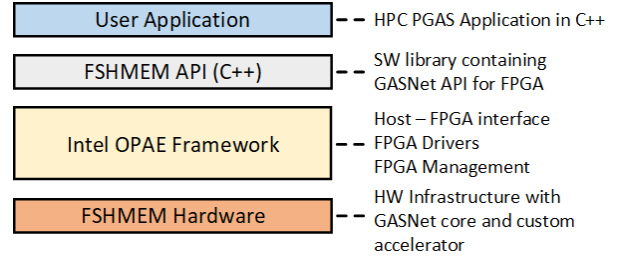 User Application
HPC PGAS Application in C++
FSHMEM API (C++)
SW library containing
GASNet API for FPGA
Intel OPAE Framework
Host – FPGA interface
FPGA Drivers
FPGA Management
FSHMEM Hardware
HW Infrastructure with
GASNet core and custom
accelerator